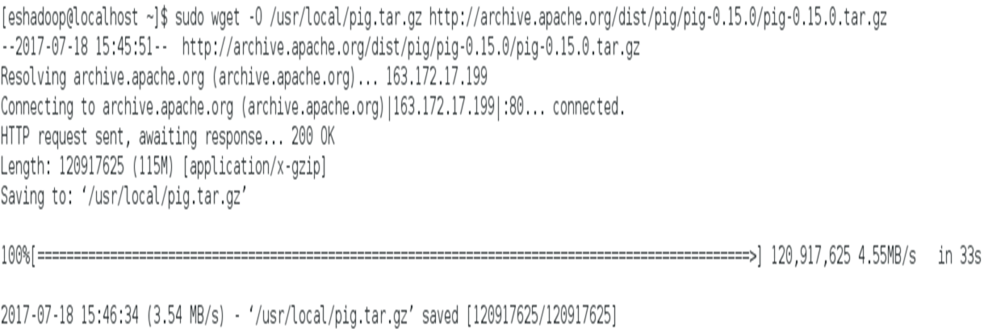 [eshadoop@localhost ~]$ sudo wget -O /usr/local/pig.tar.gz http://archive.apache.org/dist/pig/pig-0.15.0/pig-0.15.0.tar.gz
--2017-07-18 15:45:51-- http://archive.apache.org/dist/pig/pig-0.15.0/pig-0.15.0.tar.gz
Resolving archive.apache.org (archive.apache.org)... 163.172.17.199
Connecting to archive.apache.org (archive.apache.org)|163.172.17.199|:80... connected.
HTTP request sent, awaiting response... 200 OK
Length: 120917625 (115M) [application/x-gzip]
Saving to: ‘/usr/local/pig.tar.gz’
100%[=================================================================================================>] 120,917,625 4.55MB/s in 33s
2017-07-18 15:46:34 (3.54 MB/s) - ‘/usr/local/pig.tar.gz’ saved [120917625/120917625]